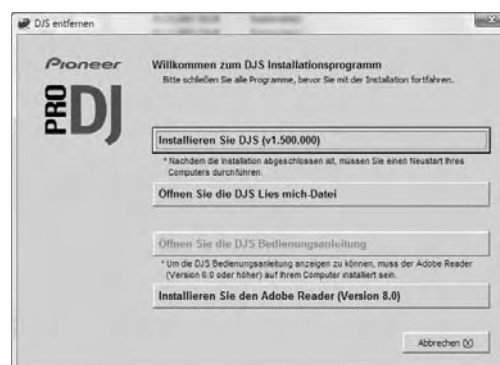 DJS entfernen
Pioneer
PRO DJ
Willkommen zum DJS Installationsprogramm
Bitte schließen Sie alle Programme, bevor Sie mit der Installation fortfahren.
Installieren Sie DJS (v1.500.000)
* Nachdem die Installation abgeschlossen ist, müssen Sie einen Neustart Ihres
Computers durchführen.
Öffnen Sie die DJS Lies mich-Datei
Öffnen Sie die DJS Bedienungsanleitung
* Um die DJS Bedienungsanleitung anzeigen zu können, muss der Adobe Reader
(Version 6.0 oder höher) auf Ihrem Computer installiert sein.
Installieren Sie den Adobe Reader (Version 8.0)
Abbrechen (X)